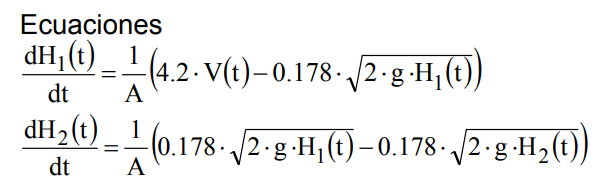 Ecuaciones
dH₁(t)/dt = 1/A (4.2 · V(t) − 0.178 · √(2 · g · H₁(t)))
dH₂(t)/dt = 1/A (0.178 · √(2 · g · H₁(t)) − 0.178 · √(2 · g · H₂(t)))